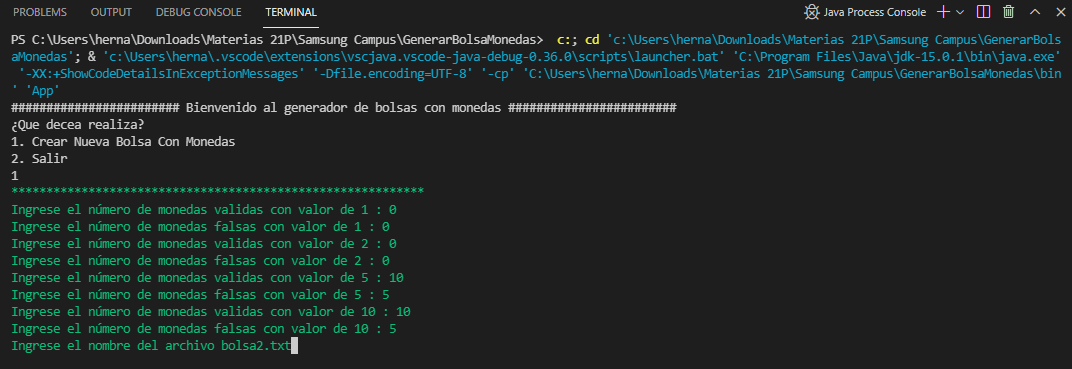 PROBLEMS OUTPUT DEBUG CONSOLE TERMINAL Java Process Console
PS C:\Users\herna\Downloads\Materias 21P\Samsung Campus\GenerarBolsaMonedas>  c:; cd 'c:\Users\herna\Downloads\Materias 21P\Samsung Campus\GenerarBols
aMonedas'; & 'c:\Users\herna\.vscode\extensions\vscjava.vscode-java-debug-0.36.0\scripts\launcher.bat' 'C:\Program Files\Java\jdk-15.0.1\bin\java.exe'
 '-XX:+ShowCodeDetailsInExceptionMessages' '-Dfile.encoding=UTF-8' '-cp' 'C:\Users\herna\Downloads\Materias 21P\Samsung Campus\GenerarBolsaMonedas\bin
' 'App'
######################## Bienvenido al generador de bolsas con monedas ########################
¿Que decea realiza?
1. Crear Nueva Bolsa Con Monedas
2. Salir
1
***********************************************************
Ingrese el número de monedas validas con valor de 1 : 0
Ingrese el número de monedas falsas con valor de 1 : 0
Ingrese el número de monedas validas con valor de 2 : 0
Ingrese el número de monedas falsas con valor de 2 : 0
Ingrese el número de monedas validas con valor de 5 : 10
Ingrese el número de monedas falsas con valor de 5 : 5
Ingrese el número de monedas validas con valor de 10 : 10
Ingrese el número de monedas falsas con valor de 10 : 5
Ingrese el nombre del archivo bolsa2.txt